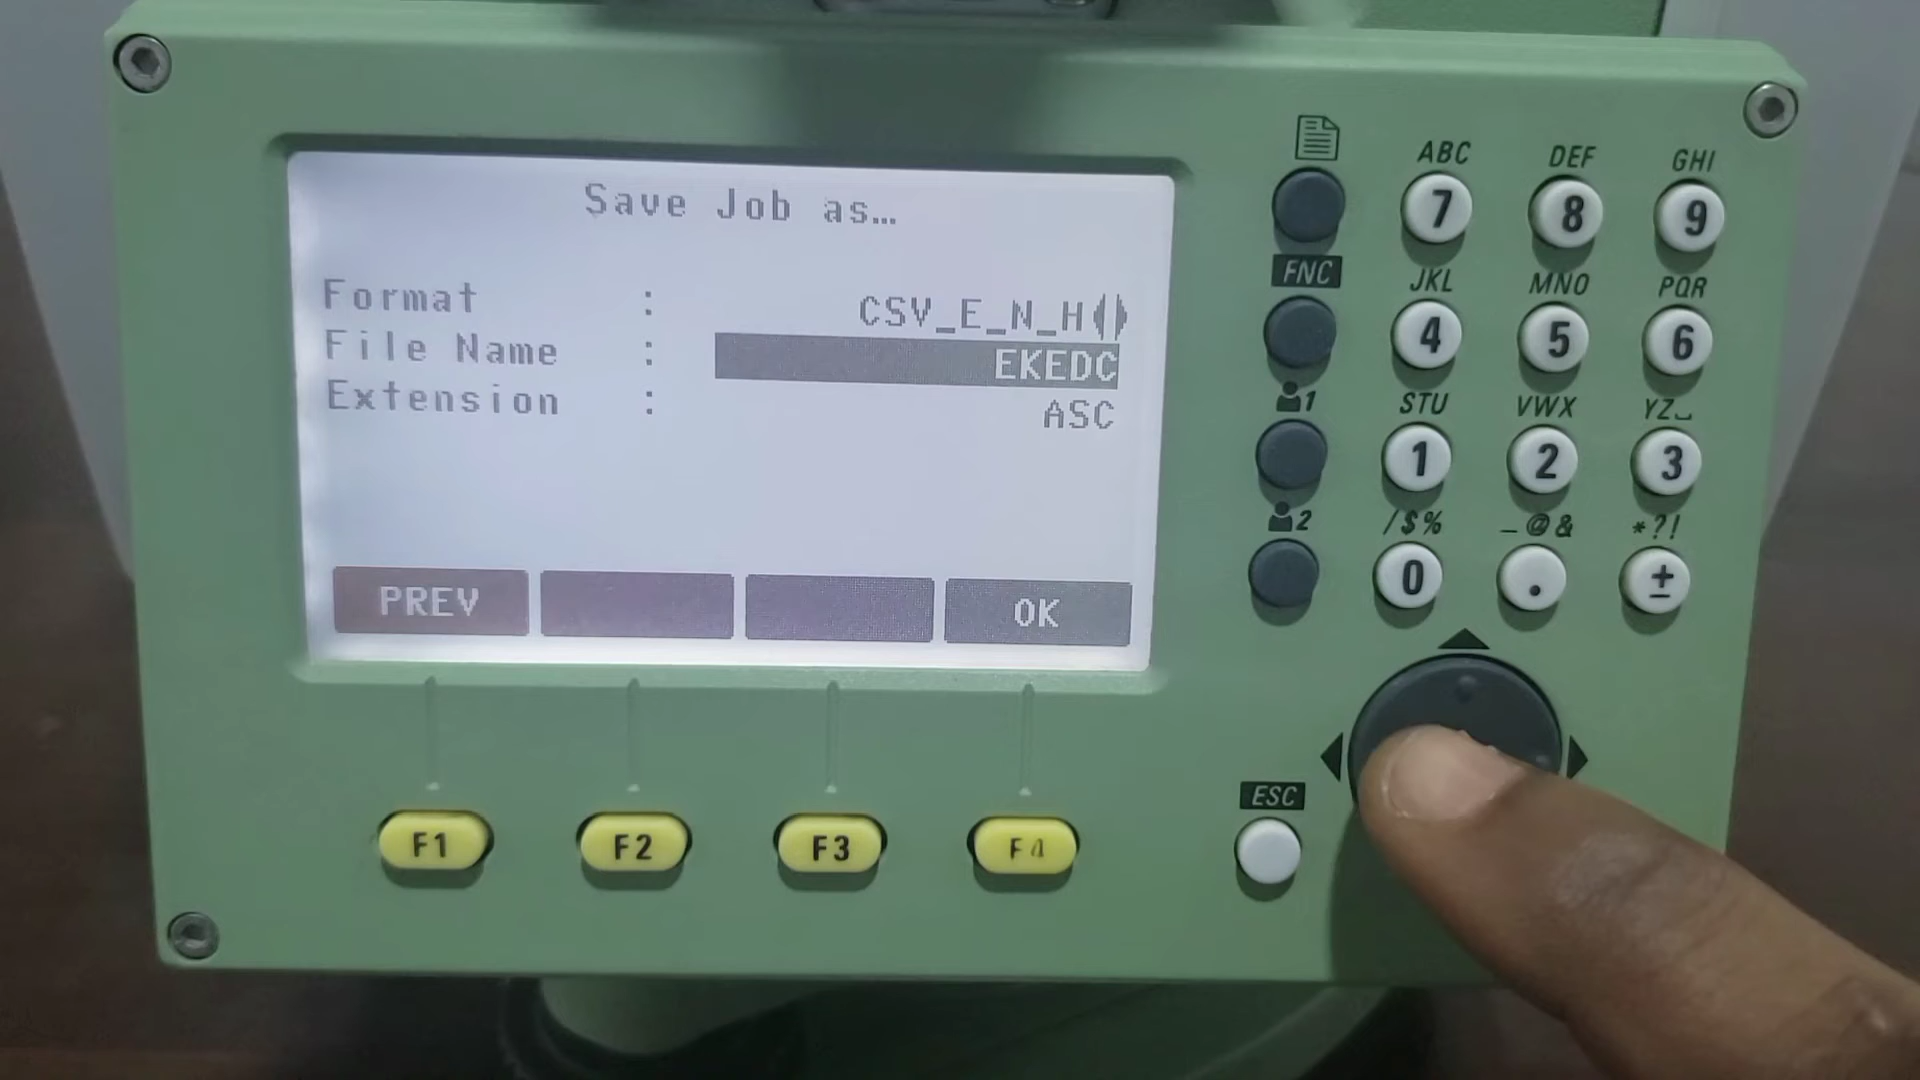 Save Job as…
Format : CSV_E_N_H
File Name : EKEDC
Extension : ASC
PREV OK
F1 F2 F3 F4
ABC DEF GHI
7 8 9
FNC JKL MNO PQR
4 5 6
1 STU VWX YZ⎵
1 2 3
2 /$% _@& *?!
0 . ±
ESC